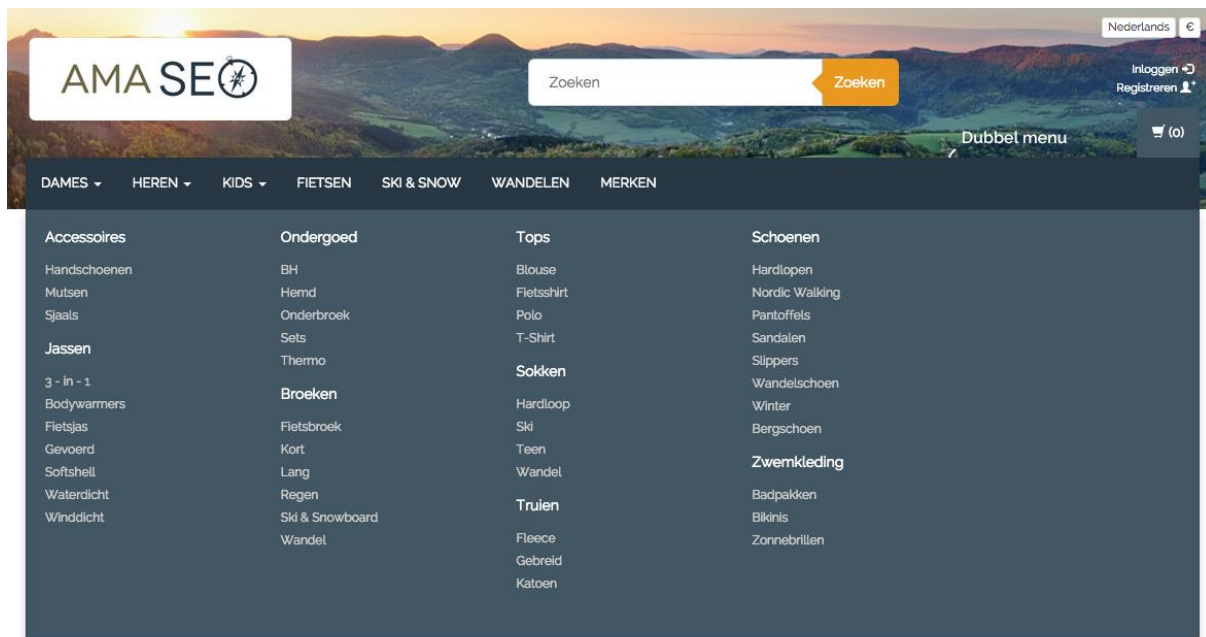 Nederlands €
AMA SEO
Zoeken
Zoeken
Inloggen
Registreren
Dubbel menu
(0)
DAMES HEREN KIDS FIETSEN SKI & SNOW WANDELEN MERKEN
Accessoires
Handschoenen
Mutsen
Sjaals
Jassen
3 - in - 1
Bodywarmers
Fietsjas
Gevoerd
Softshell
Waterdicht
Winddicht
Ondergoed
BH
Hemd
Onderbroek
Sets
Thermo
Broeken
Fietsbroek
Kort
Lang
Regen
Ski & Snowboard
Wandel
Tops
Blouse
Fietsshirt
Polo
T-Shirt
Sokken
Hardloop
Ski
Teen
Wandel
Truien
Fleece
Gebreid
Katoen
Schoenen
Hardlopen
Nordic Walking
Pantoffels
Sandalen
Slippers
Wandelschoen
Winter
Bergschoen
Zwemkleding
Badpakken
Bikinis
Zonnebrillen